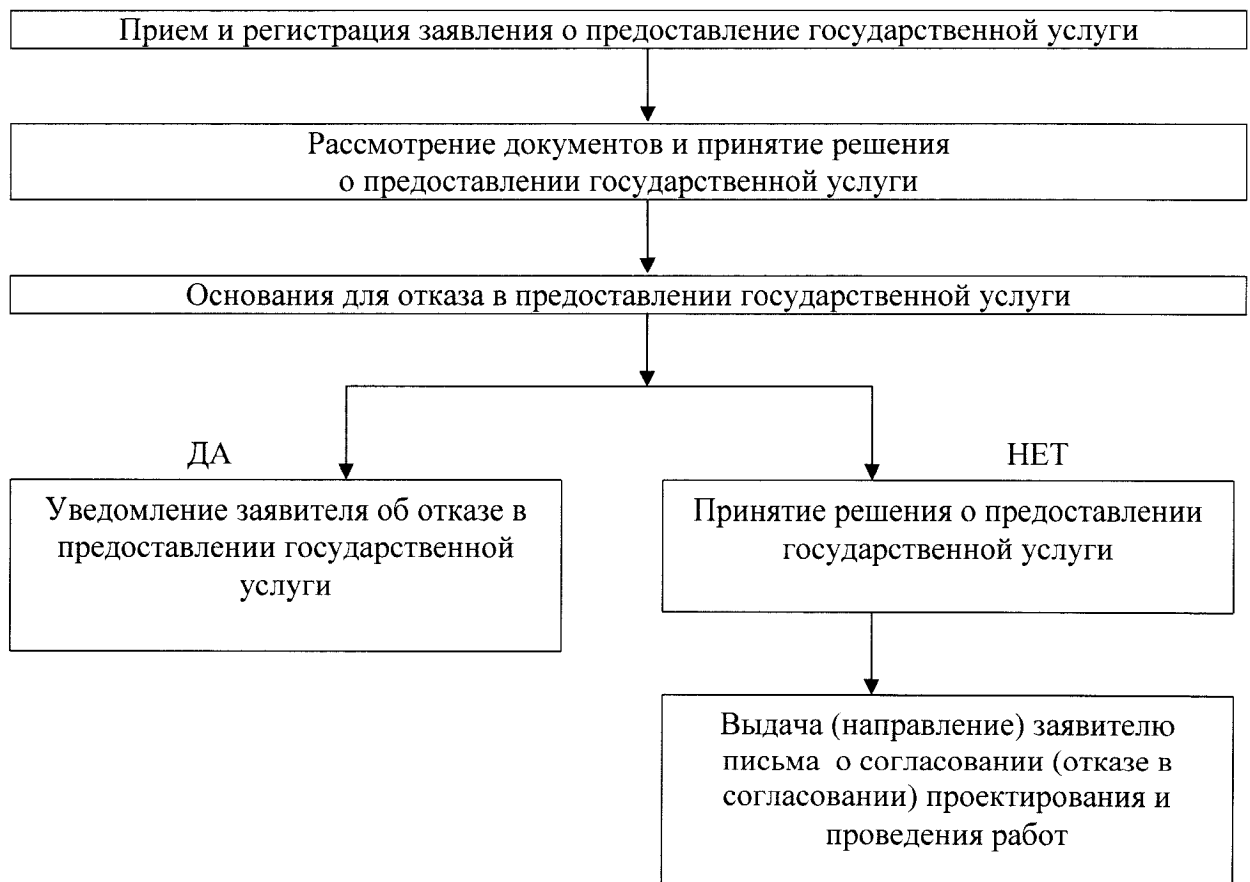 Прием и регистрация заявления о предоставление государственной услуги
Рассмотрение документов и принятие решения
о предоставлении государственной услуги
Основания для отказа в предоставлении государственной услуги
ДА
НЕТ
Уведомление заявителя об отказе в
предоставлении государственной
услуги
Принятие решения о предоставлении
государственной услуги
Выдача (направление) заявителю
письма о согласовании (отказе в
согласовании) проектирования и
проведения работ